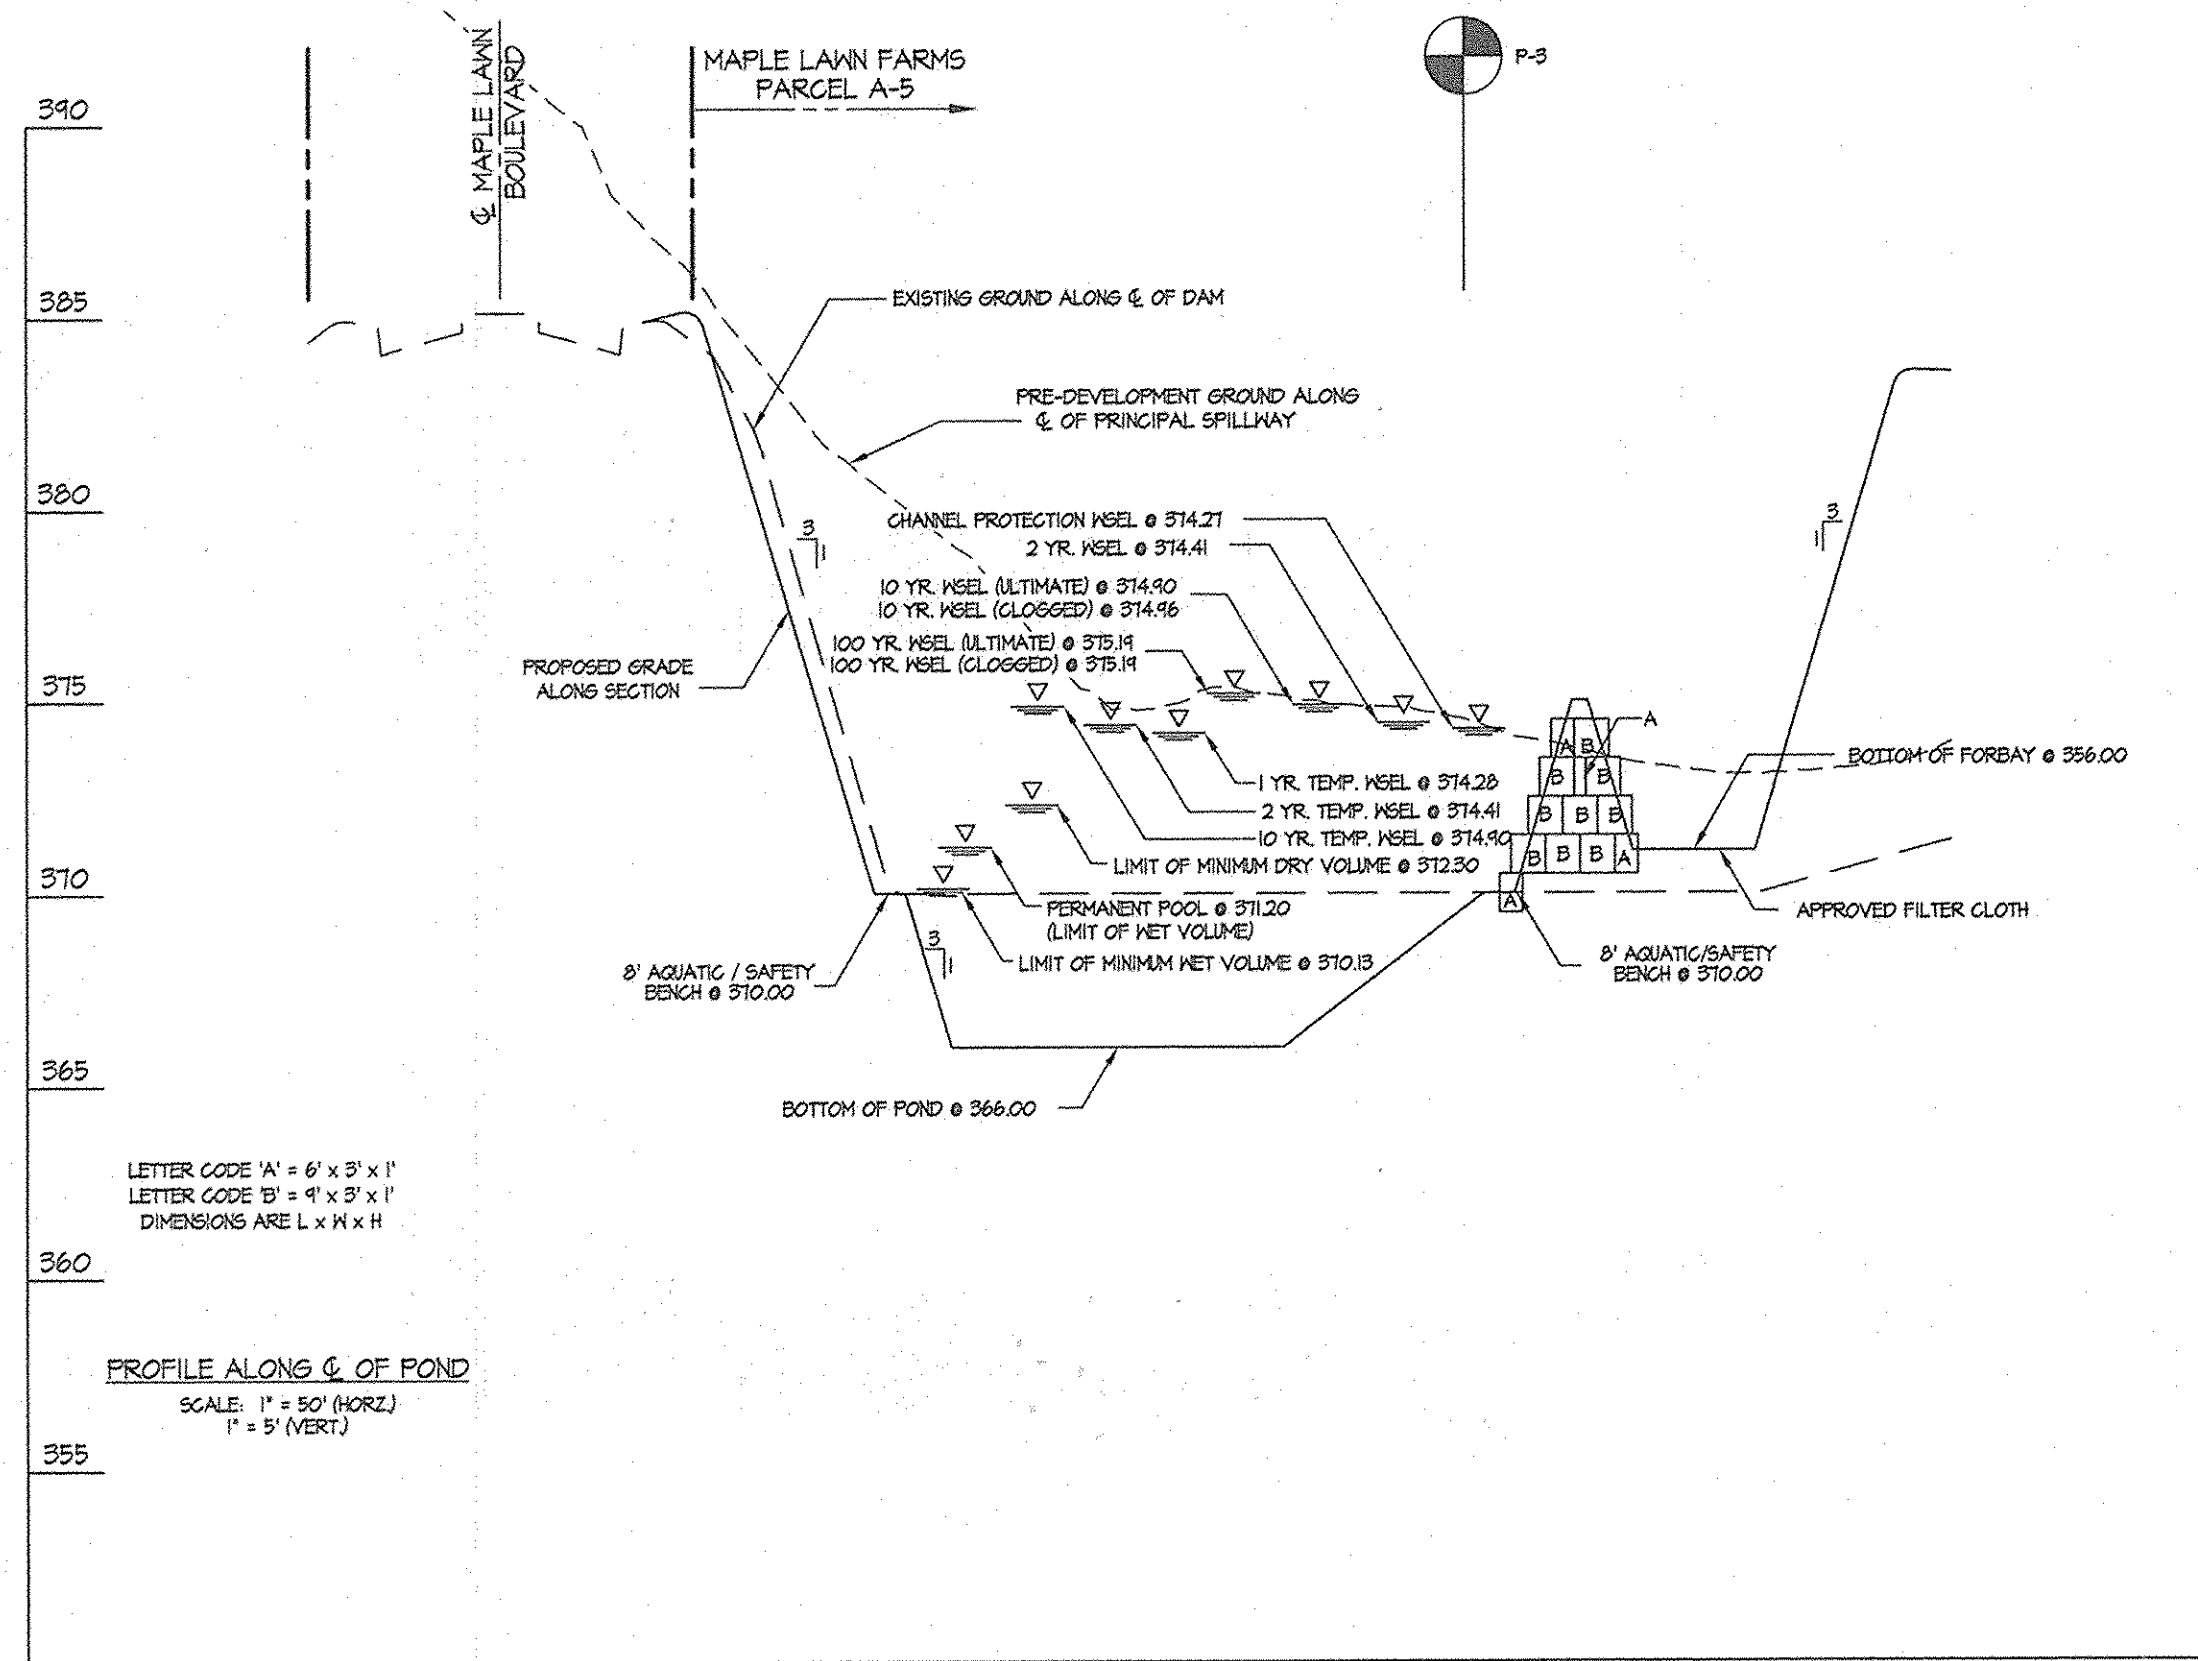 390
385
380
375
370
365
360
355
℄ MAPLE LAWN
BOULEVARD
MAPLE LAWN FARMS
PARCEL A-5
P-3
EXISTING GROUND ALONG ℄ OF DAM
PRE-DEVELOPMENT GROUND ALONG
℄ OF PRINCIPAL SPILLWAY
3
1
CHANNEL PROTECTION WSEL @ 374.27
2 YR. WSEL @ 374.41
10 YR. WSEL (ULTIMATE) @ 374.90
10 YR. WSEL (CLOGGED) @ 374.96
100 YR. WSEL (ULTIMATE) @ 375.19
100 YR. WSEL (CLOGGED) @ 375.19
3
1
PROPOSED GRADE
ALONG SECTION
1 YR. TEMP. WSEL @ 374.28
2 YR. TEMP. WSEL @ 374.41
10 YR. TEMP. WSEL @ 374.90
LIMIT OF MINIMUM DRY VOLUME @ 372.30
PERMANENT POOL @ 371.20
(LIMIT OF WET VOLUME)
LIMIT OF MINIMUM WET VOLUME @ 370.13
A
A B
B B
B B B
B B B A
A
BOTTOM OF FORBAY @ 356.00
APPROVED FILTER CLOTH
8' AQUATIC/SAFETY
BENCH @ 370.00
3
1
8' AQUATIC / SAFETY
BENCH @ 370.00
BOTTOM OF POND @ 366.00
LETTER CODE 'A' = 6' x 3' x 1'
LETTER CODE 'B' = 9' x 3' x 1'
DIMENSIONS ARE L x W x H
PROFILE ALONG ℄ OF POND
SCALE: 1" = 50' (HORZ.)
1" = 5' (VERT.)